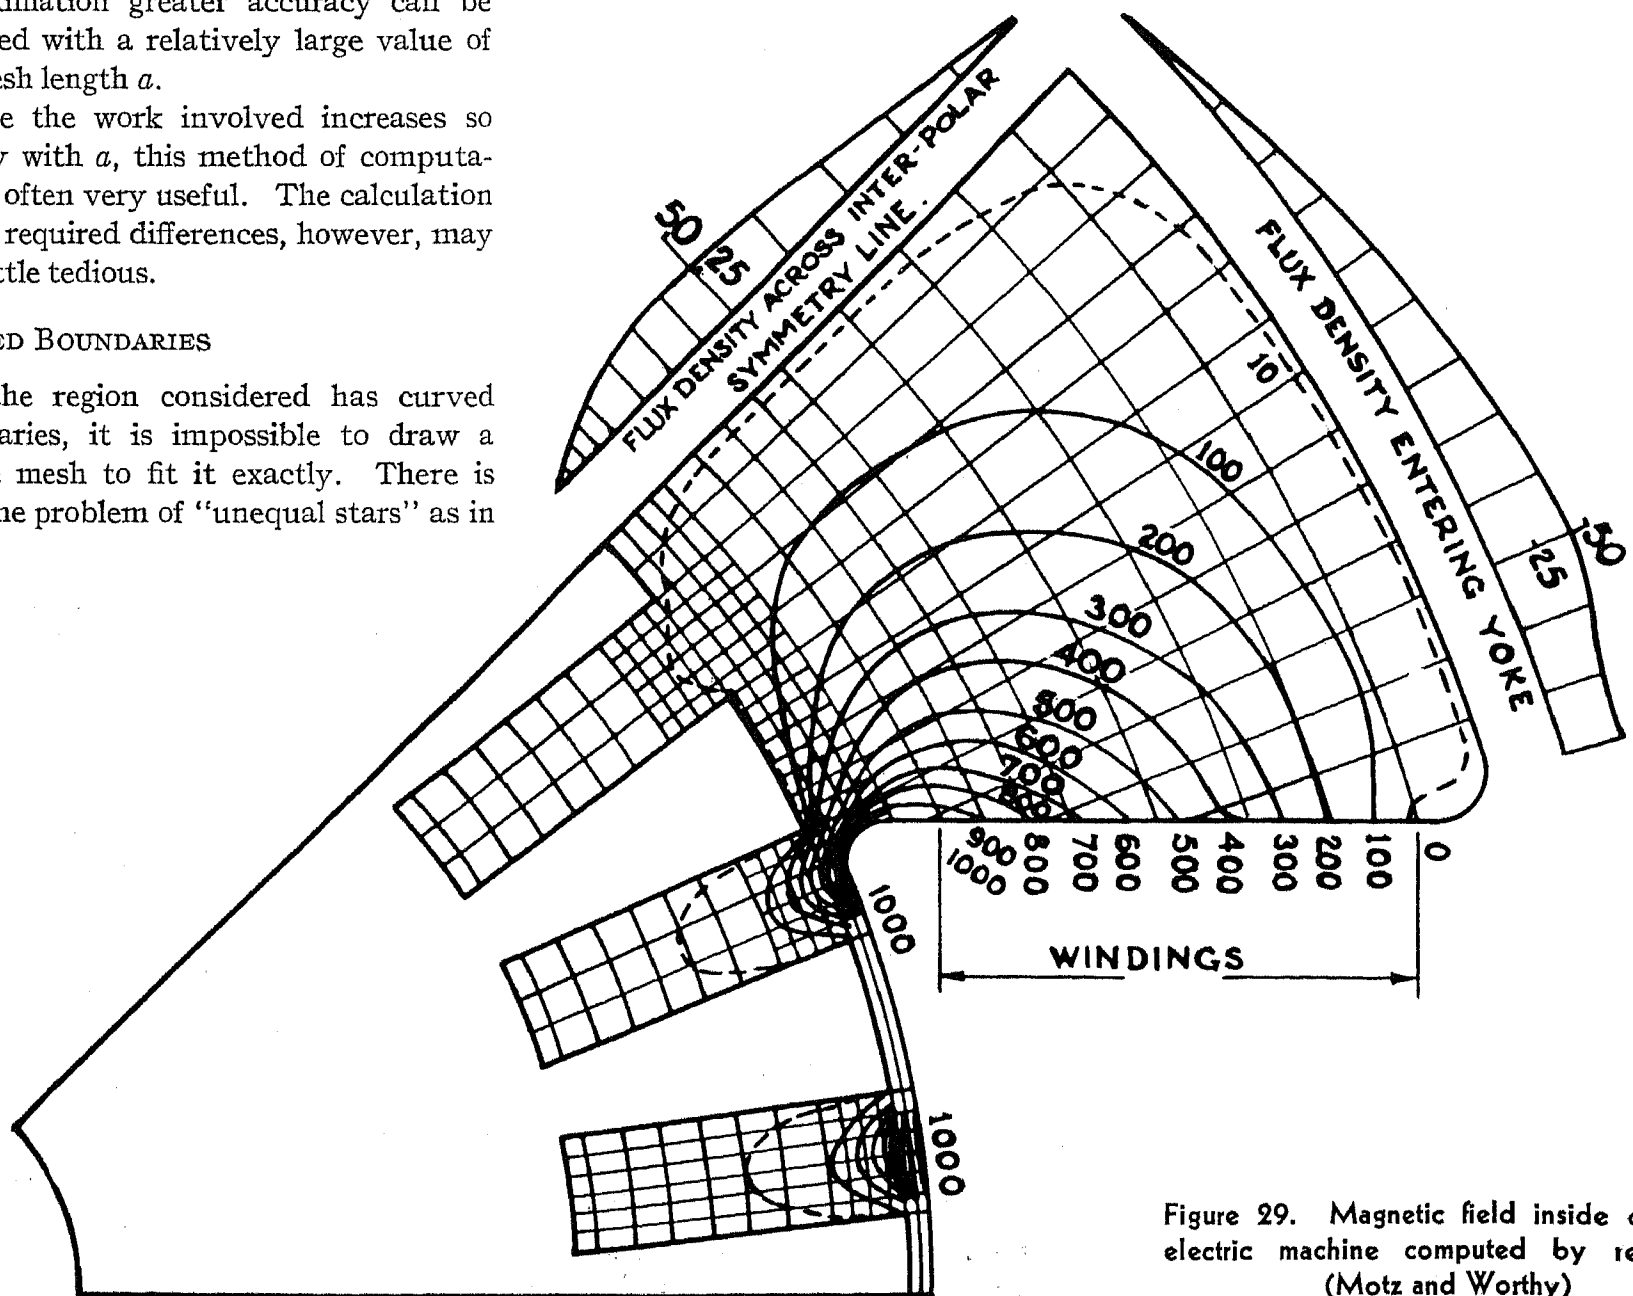 imation greater accuracy can be
ed with a relatively large value of
esh length a.
e the work involved increases so
y with a, this method of computa-
often very useful. The calculation
required differences, however, may
ttle tedious.
ED BOUNDARIES
he region considered has curved
aries, it is impossible to draw a
mesh to fit it exactly. There is
ne problem of "unequal stars" as in
50
25
FLUX DENSITY ACROSS INTER-POLAR
SYMMETRY LINE.
FLUX DENSITY ENTERING YOKE
50
25
10
100
200
300
400
500
600
700
800
900
1000
800
700
600
500
400
300
200
100
0
1000
WINDINGS
1000
Figure 29. Magnetic field inside
electric machine computed by re
(Motz and Worthy)